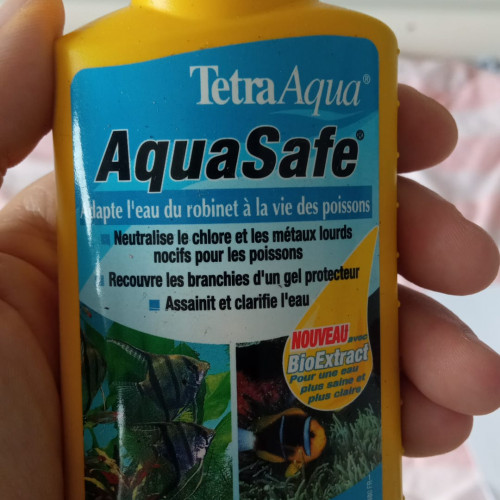 TetraAqua®
AquaSafe®
Adapte l'eau du robinet à la vie des poissons
Neutralise le chlore et les métaux lourds
nocifs pour les poissons
Recouvre les branchies d'un gel protecteur
Assainit et clarifie l'eau
NOUVEAU avec
BioExtract
Pour une eau
plus saine et
plus claire